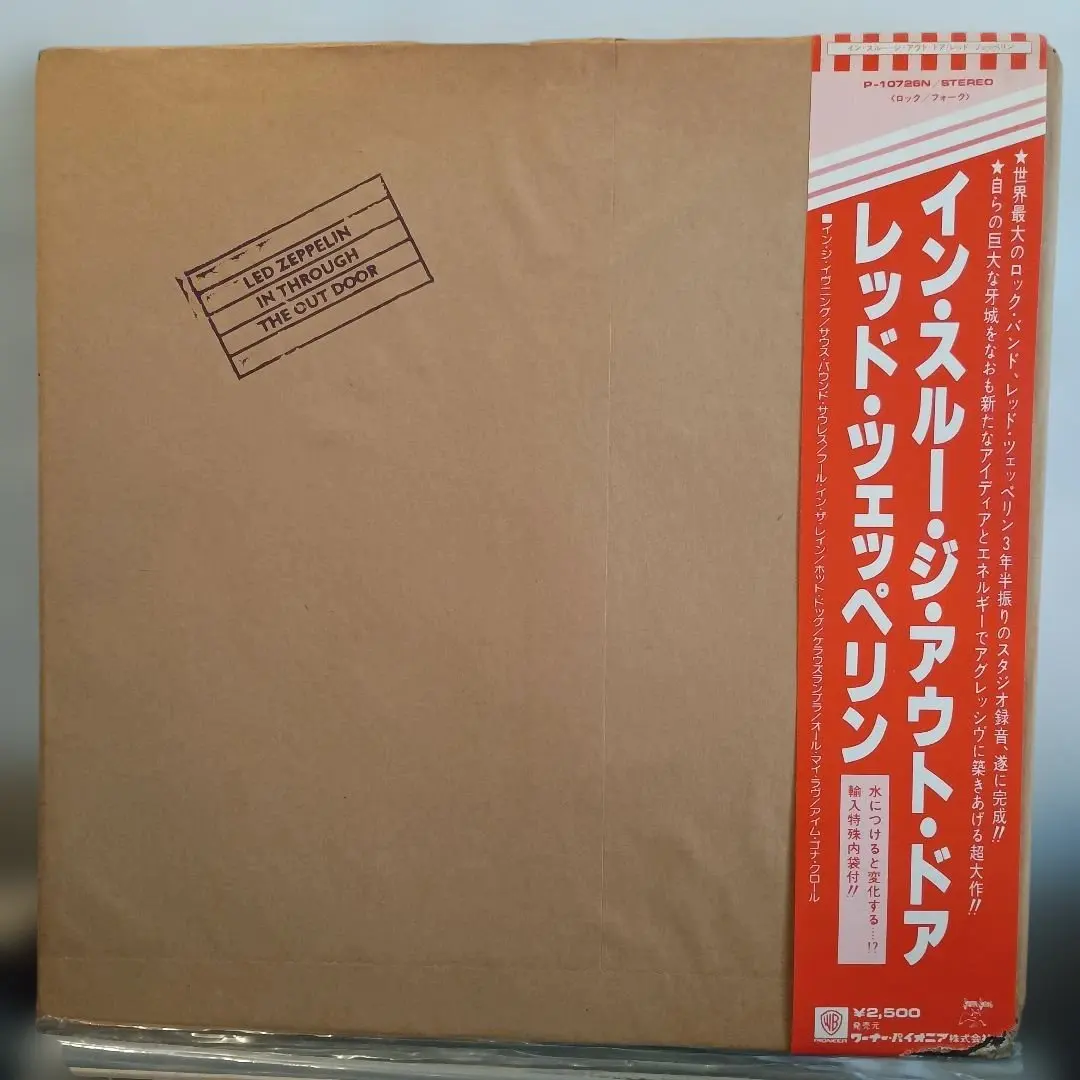 LED ZEPPELIN
IN THROUGH
THE OUT DOOR
イン・スルー・ジ・アウト・ドア/レッド・ツェッペリン
P-10726N/STEREO
〈ロック/フォーク〉
★世界最大のロック・バンド、レッド・ツェッペリン3年半振りのスタジオ録音、遂に完成!!
★自らの巨大な牙城をなおも新たなアイディアとエネルギーでアグレッシヴに築きあげる超大作!!
イン・スルー・ジ・アウト・ドア
レッド・ツェッペリン
■イン・ジ・イヴニング/サウス・バウンド・サウレス/フール・イン・ザ・レイン/ホット・ドッグ/ケラウズランブラ/オール・マイ・ラヴ/アイム・ゴナ・クロール
水につけると変化する…!?
輸入特殊内袋付!!
¥2,500
発売元
WB
PIONEER
ワーナー・パイオニア株式会